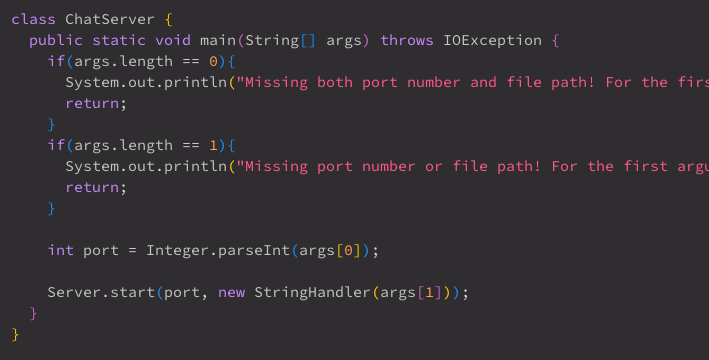 class ChatServer {
  public static void main(String[] args) throws IOException {
    if(args.length == 0){
      System.out.println("Missing both port number and file path! For the
      return;
    }
    if(args.length == 1){
      System.out.println("Missing port number or file path! For the first
      return;
    }

    int port = Integer.parseInt(args[0]);

    Server.start(port, new StringHandler(args[1]));
  }
}